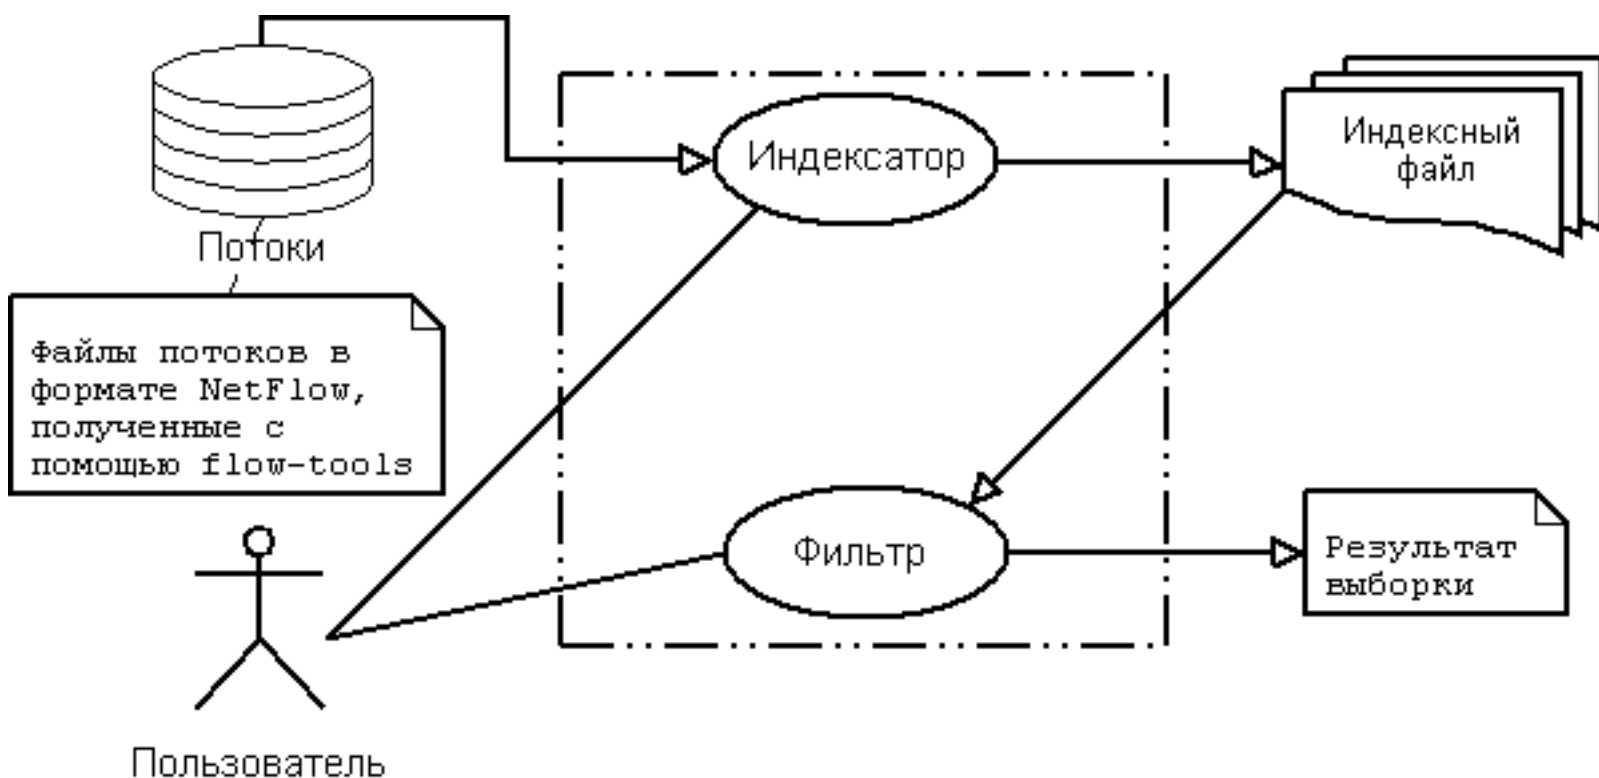 Индексатор
Индексный
файл
Потоки
Файлы потоков в
формате NetFlow,
полученные с
помощью flow-tools
Фильтр
Результат
выборки
Пользователь